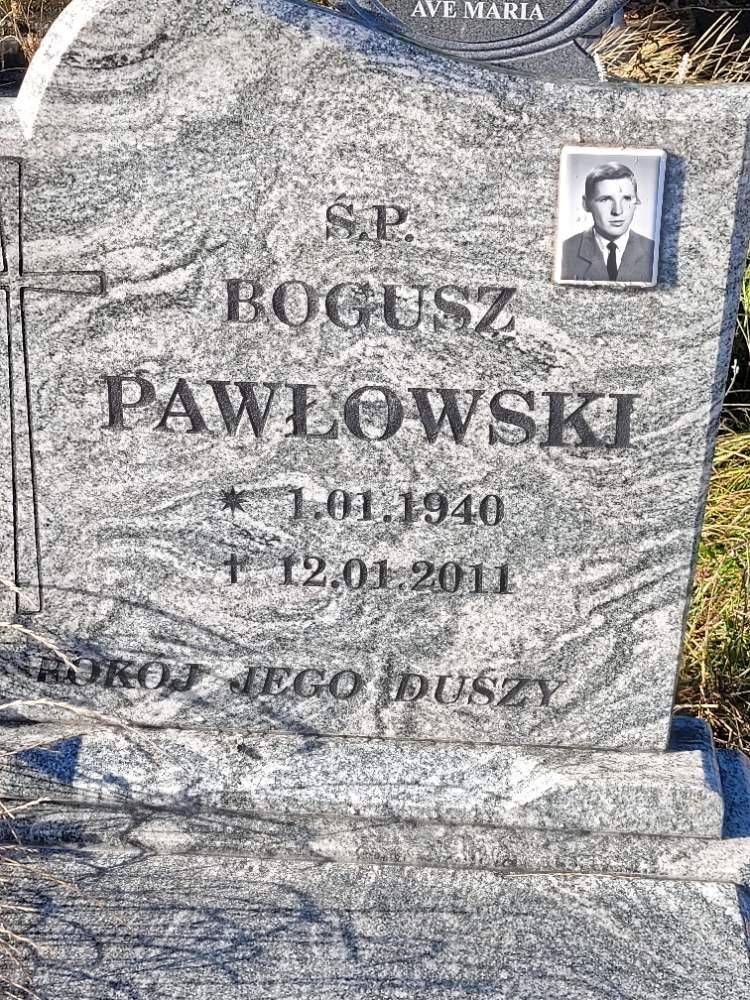 AVE MARIA
Ś.P.
BOGUSZ
PAWŁOWSKI
* 1.01.1940
† 12.01.2011
POKÓJ JEGO DUSZY